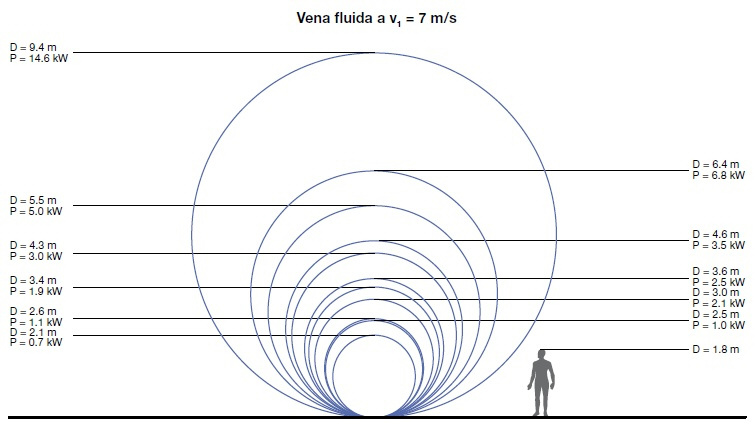 Vena fluida a v₁ = 7 m/s
D = 9.4 m
P = 14.6 kW
D = 5.5 m
P = 5.0 kW
D = 4.3 m
P = 3.0 kW
D = 3.4 m
P = 1.9 kW
D = 2.6 m
P = 1.1 kW
D = 2.1 m
P = 0.7 kW
D = 6.4 m
P = 6.8 kW
D = 4.6 m
P = 3.5 kW
D = 3.6 m
P = 2.5 kW
D = 3.0 m
P = 2.1 kW
D = 2.5 m
P = 1.0 kW
D = 1.8 m